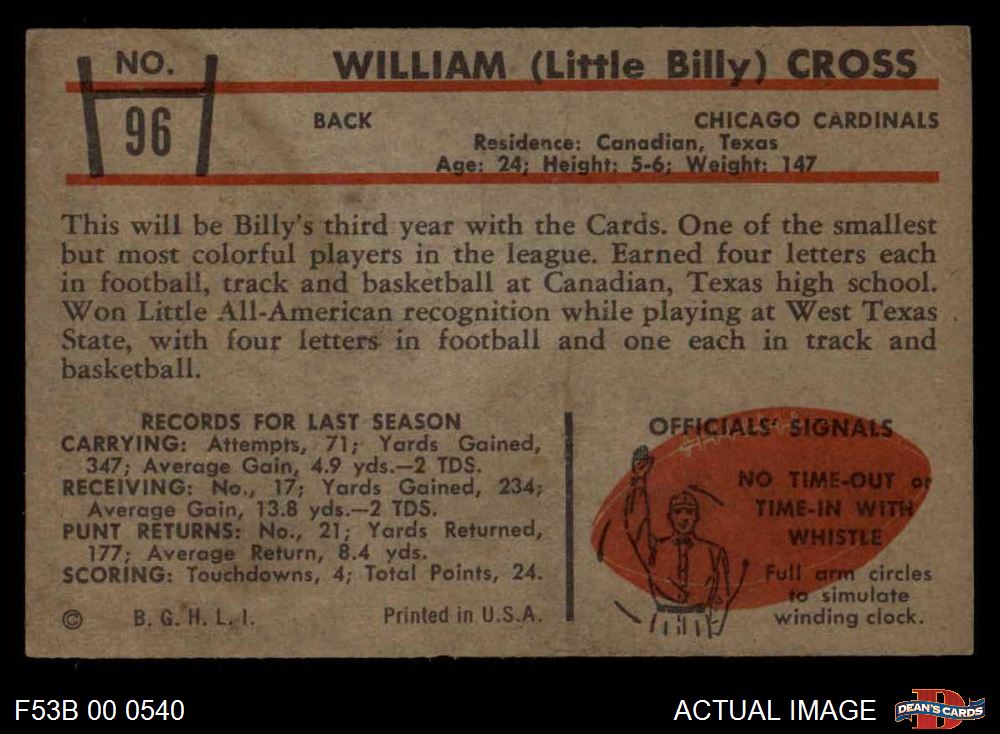 NO.
96
WILLIAM (Little Billy) CROSS
BACK
CHICAGO CARDINALS
Residence: Canadian, Texas
Age: 24; Height: 5-6; Weight: 147
This will be Billy's third year with the Cards. One of the smallest
but most colorful players in the league. Earned four letters each
in football, track and basketball at Canadian, Texas high school.
Won Little All-American recognition while playing at West Texas
State, with four letters in football and one each in track and
basketball.
RECORDS FOR LAST SEASON
CARRYING: Attempts, 71; Yards Gained,
347; Average Gain, 4.9 yds.—2 TDS.
RECEIVING: No., 17; Yards Gained, 234;
Average Gain, 13.8 yds.—2 TDS.
PUNT RETURNS: No., 21; Yards Returned,
177; Average Return, 8.4 yds.
SCORING: Touchdowns, 4; Total Points, 24.
© B. G. H. L. I.
Printed in U.S.A.
OFFICIALS' SIGNALS
NO TIME-OUT or
TIME-IN WITH
WHISTLE
Full arm circles
to simulate
winding clock.
F53B 00 0540
ACTUAL IMAGE
DEAN'S CARDS